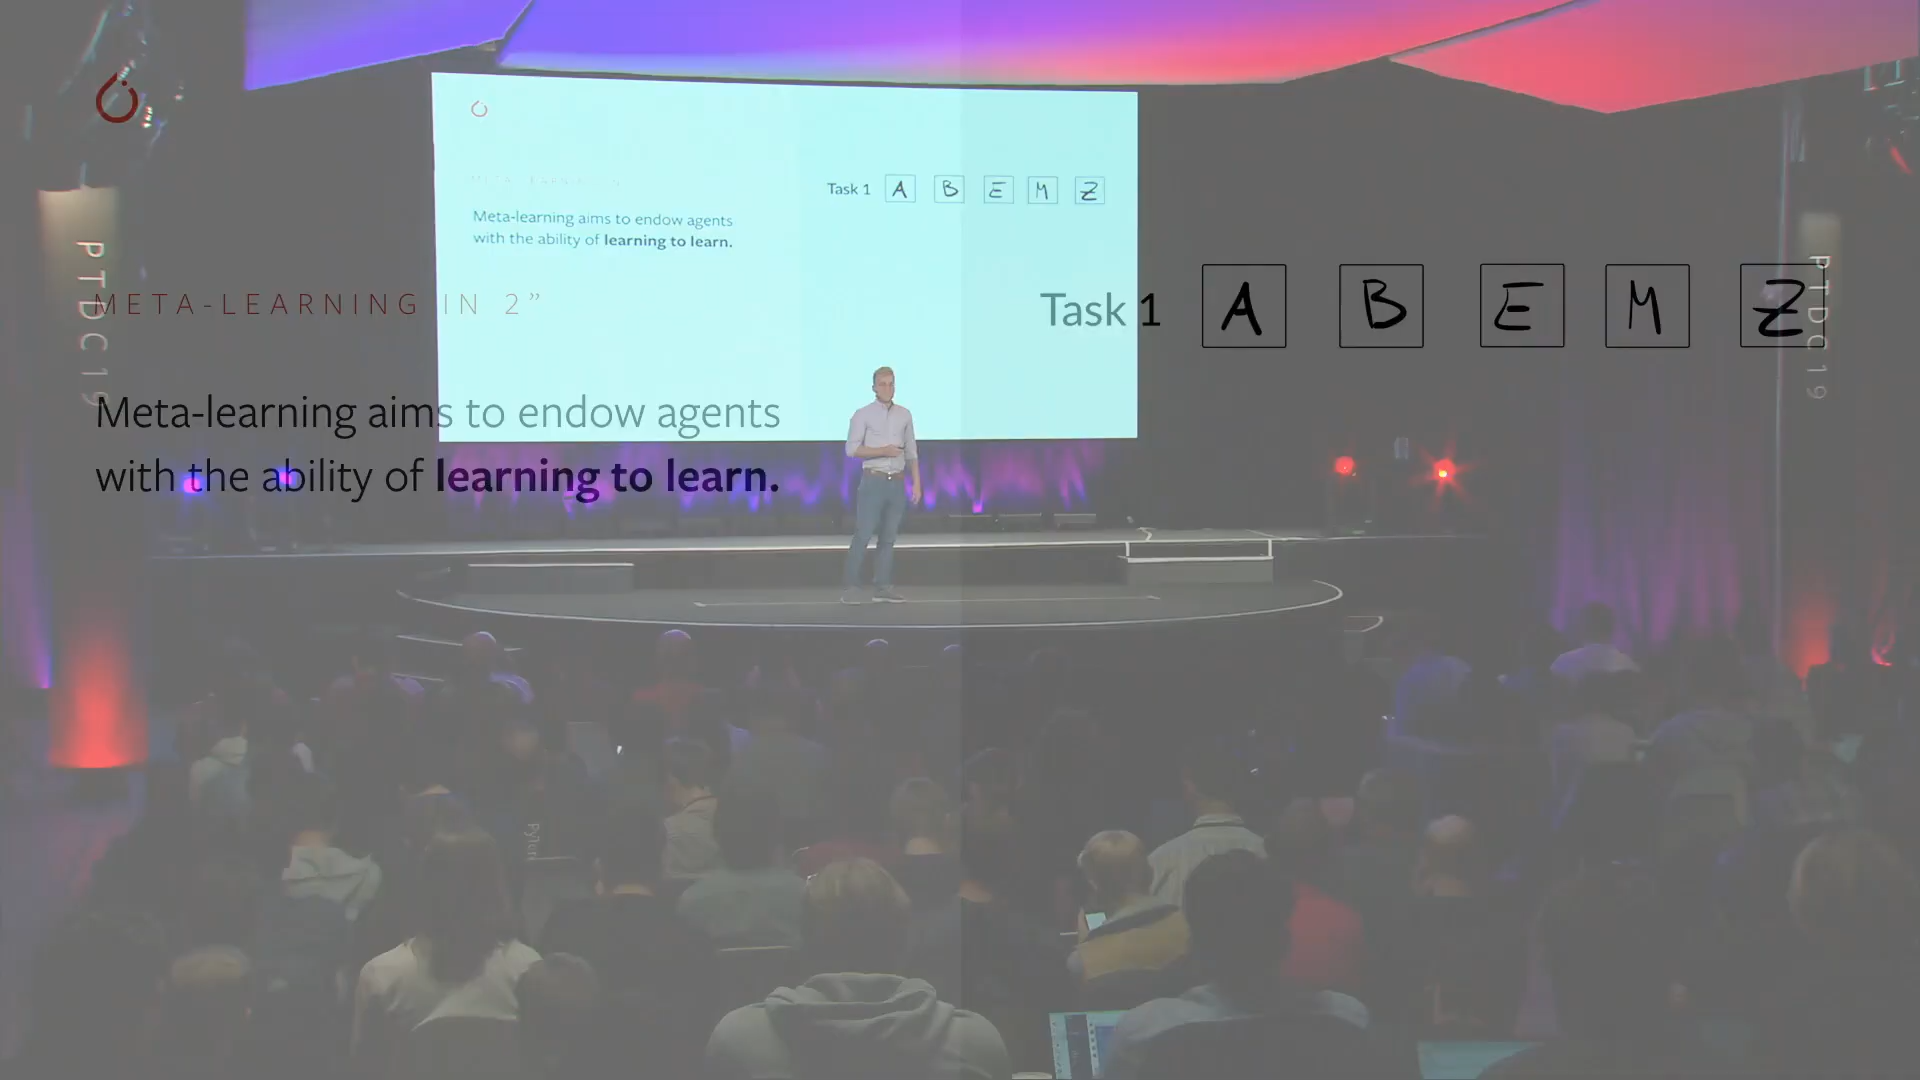 Task 1 A B E M Z
Meta-learning aims to endow agents
with the ability of learning to learn.
PTDC19
META-LEARNING IN 2”
Task 1 A B E M Z
Meta-learning aims to endow agents
with the ability of learning to learn.
PTDC19